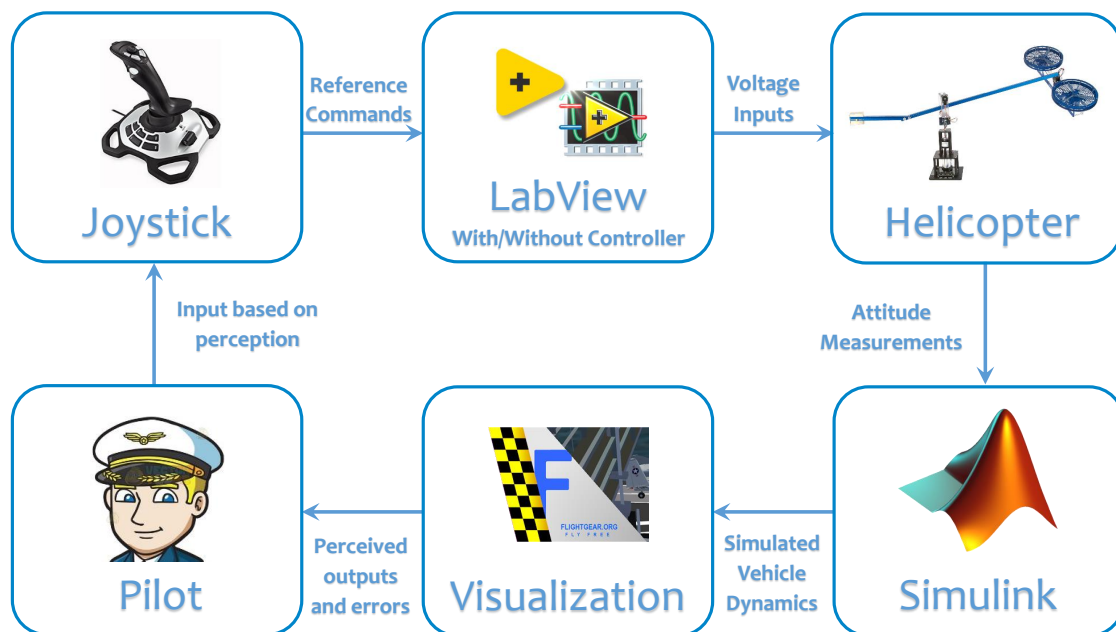 Joystick
Reference
Commands
LabView
With/Without Controller
Voltage
Inputs
Helicopter
Input based on
perception
Attitude
Measurements
Pilot
Perceived
outputs
and errors
F
FLIGHTGEAR.ORG
FLY FREE
Visualization
Simulated
Vehicle
Dynamics
Simulink